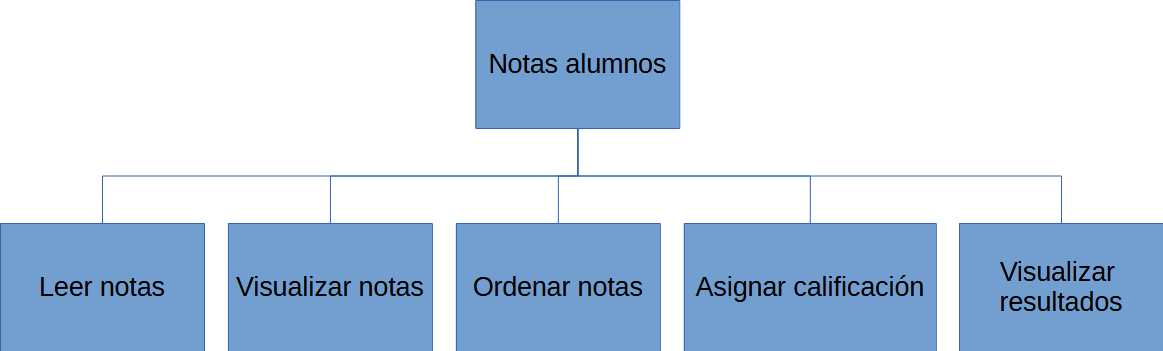 Notas alumnos
Leer notas
Visualizar notas
Ordenar notas
Asignar calificación
Visualizar
resultados